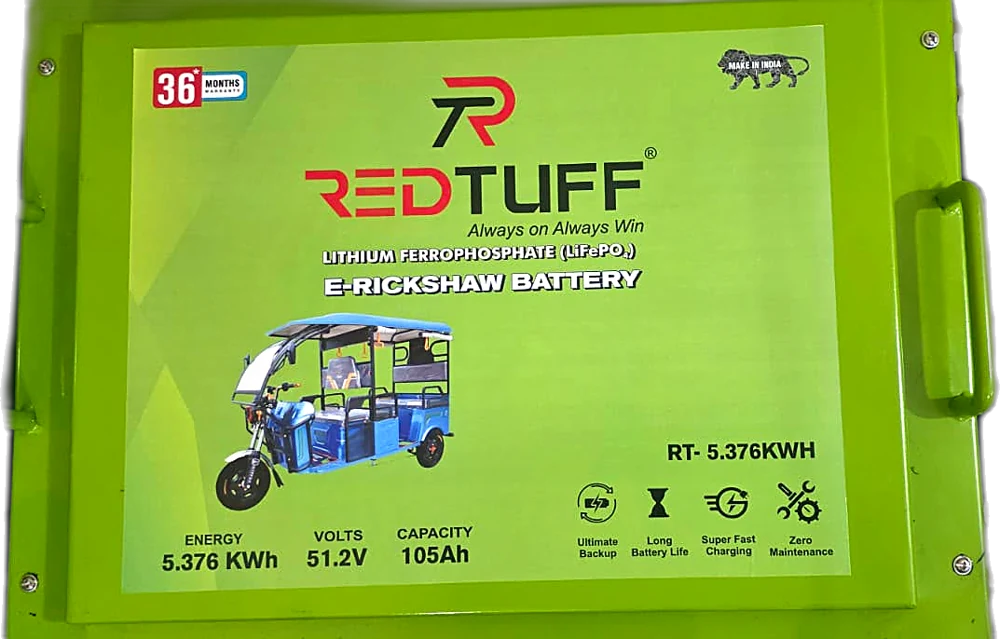 36* MONTHS
WARRANTY
MAKE IN INDIA
REDTUFF®
Always on Always Win
LITHIUM FERROPHOSPHATE (LiFePO₄)
E-RICKSHAW BATTERY
RT- 5.376KWH
ENERGY
5.376 KWh
VOLTS
51.2V
CAPACITY
105Ah
Ultimate
Backup
Long
Battery Life
Super Fast
Charging
Zero
Maintenance